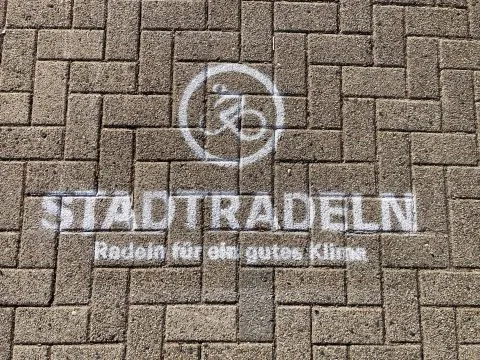 STADTRADELN
Radeln für ein gutes Klima